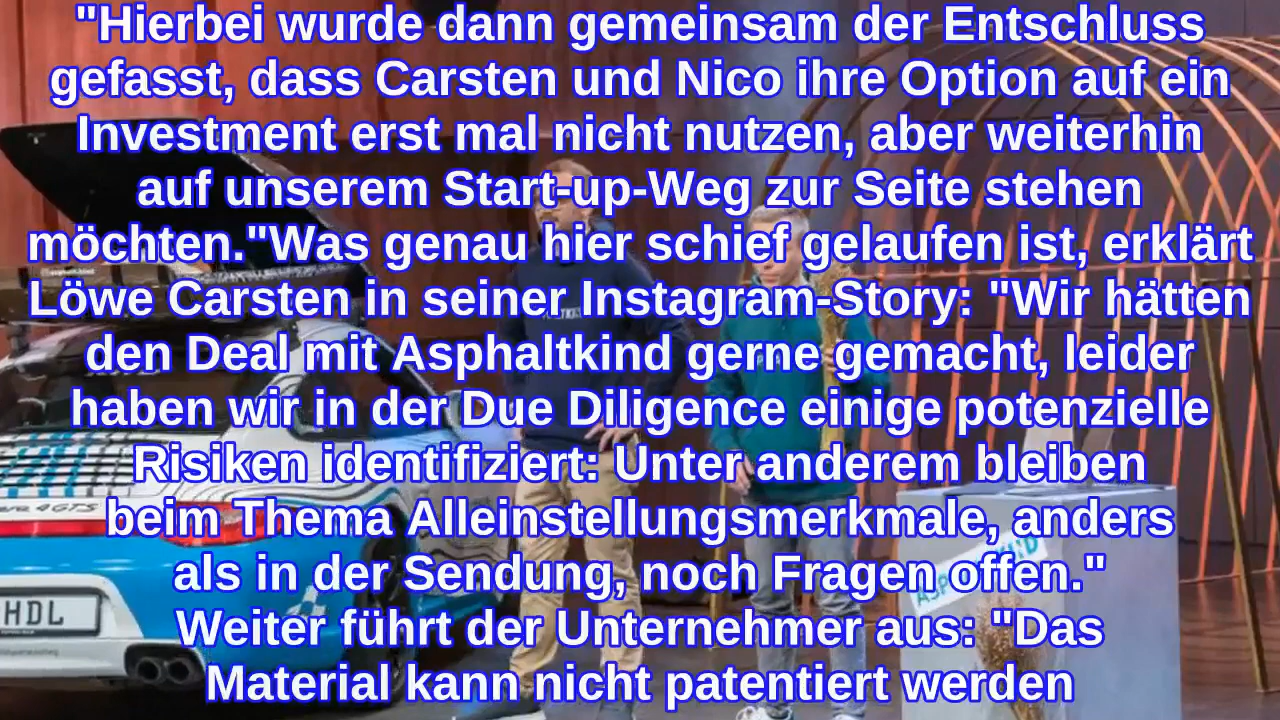 "Hierbei wurde dann gemeinsam der Entschluss
gefasst, dass Carsten und Nico ihre Option auf ein
Investment erst mal nicht nutzen, aber weiterhin
auf unserem Start-up-Weg zur Seite stehen
möchten."Was genau hier schief gelaufen ist, erklärt
Löwe Carsten in seiner Instagram-Story: "Wir hätten
den Deal mit Asphaltkind gerne gemacht, leider
haben wir in der Due Diligence einige potenzielle
Risiken identifiziert: Unter anderem bleiben
beim Thema Alleinstellungsmerkmale, anders
als in der Sendung, noch Fragen offen."
Weiter führt der Unternehmer aus: "Das
Material kann nicht patentiert werden
4 GTS
HDL